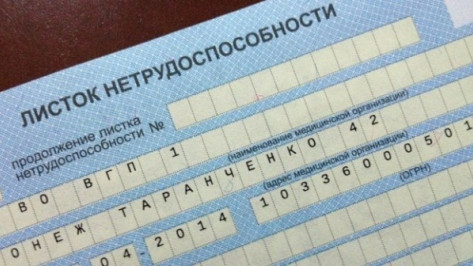 ЛИСТОК НЕТРУДОСПОСОБНОСТИ
продолжение листка
нетрудоспособности №
ВО ВГП 1
(наименование медицинской организации)
ОНЕЖ ТАРАНЧЕНКО 42
(адрес медицинской организации)
04-2014 1033600050 1
(ОГРН)